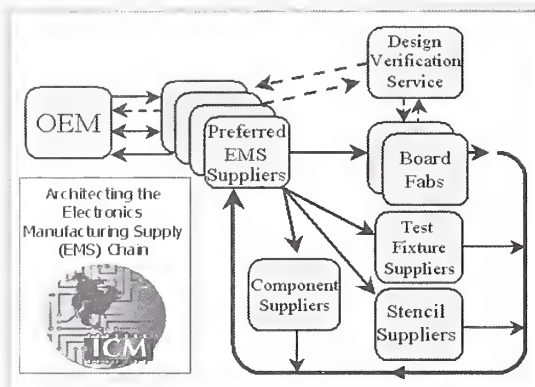 Design
Verification
Service
OEM
Preferred
EMS
Suppliers
Board
Fabs
Architecting the
Electronics
Manufacturing Supply
(EMS) Chain
ICM
Test
Fixture
Suppliers
Component
Suppliers
Stencil
Suppliers